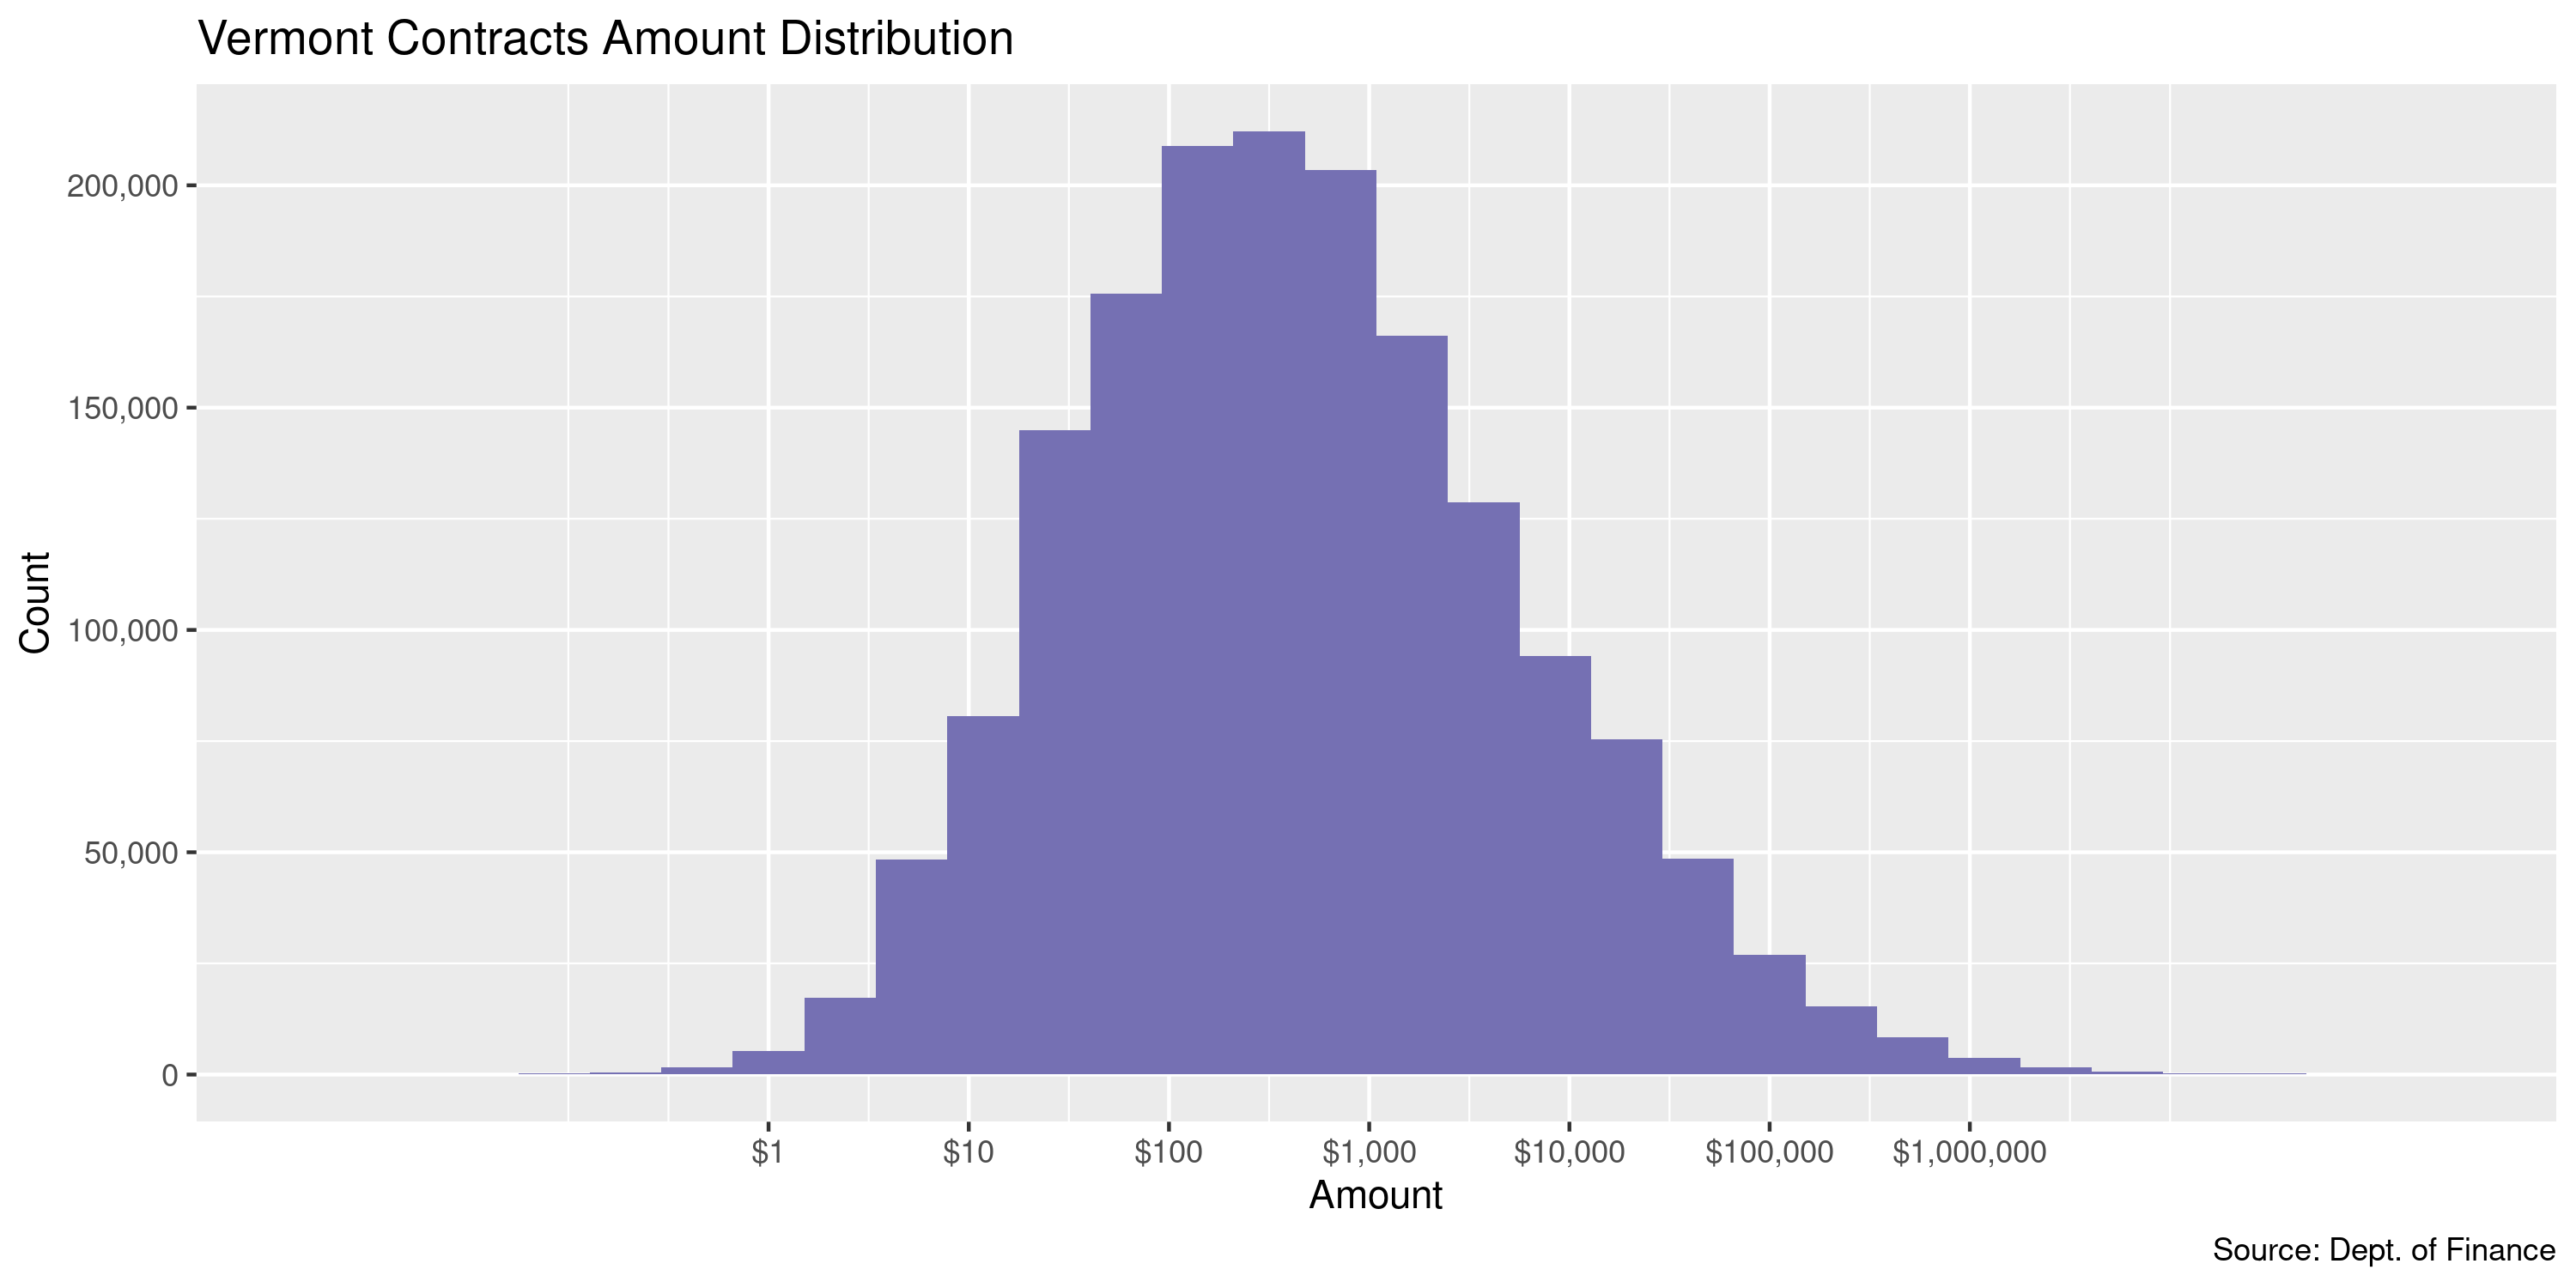 Vermont Contracts Amount Distribution
Count
200,000
150,000
100,000
50,000
0
$1 $10 $100 $1,000 $10,000 $100,000 $1,000,000
Amount
Source: Dept. of Finance